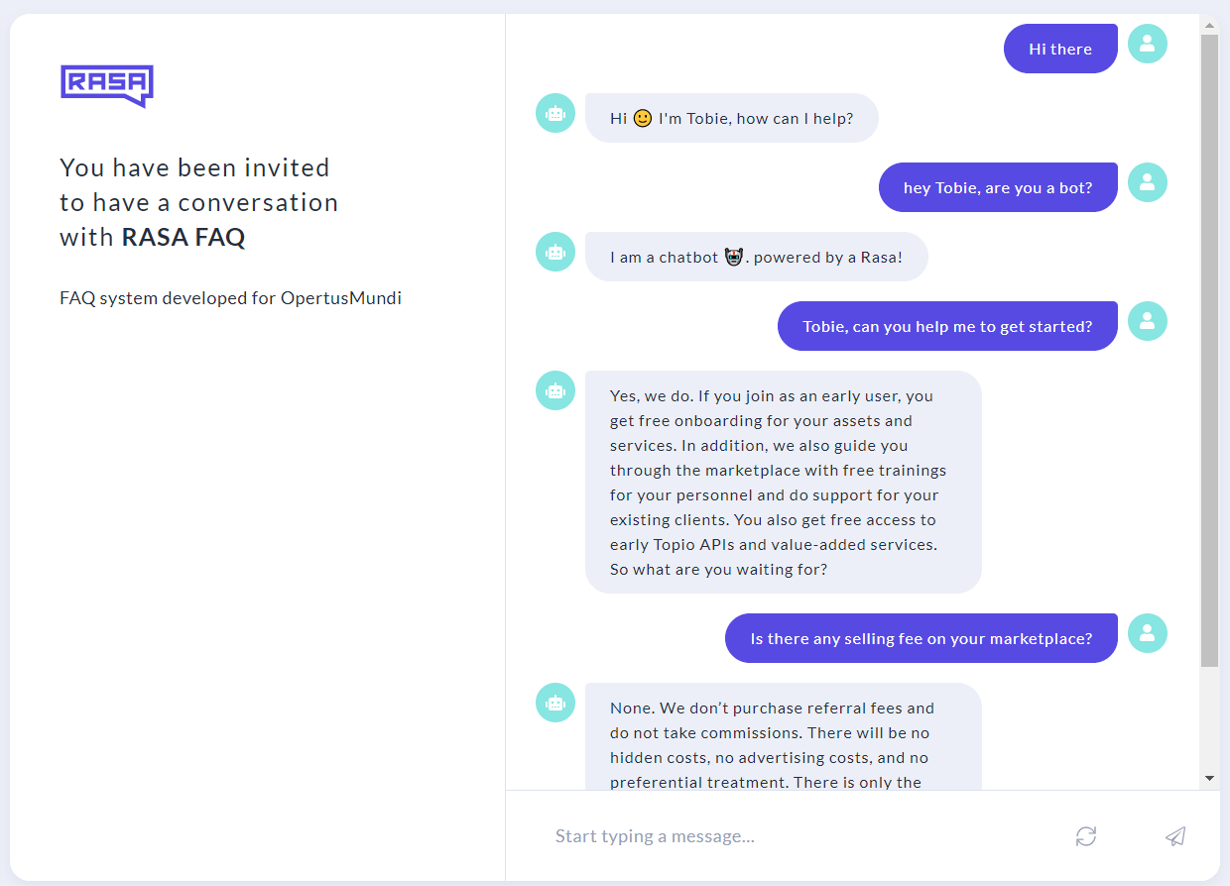 RASA
You have been invited
to have a conversation
with RASA FAQ
FAQ system developed for OpertusMundi
Hi there
Hi 🙂 I'm Tobie, how can I help?
hey Tobie, are you a bot?
I am a chatbot 🤖. powered by a Rasa!
Tobie, can you help me to get started?
Yes, we do. If you join as an early user, you
get free onboarding for your assets and
services. In addition, we also guide you
through the marketplace with free trainings
for your personnel and do support for your
existing clients. You also get free access to
early Topio APIs and value-added services.
So what are you waiting for?
Is there any selling fee on your marketplace?
None. We don’t purchase referral fees and
do not take commissions. There will be no
hidden costs, no advertising costs, and no
preferential treatment. There is only the
Start typing a message...